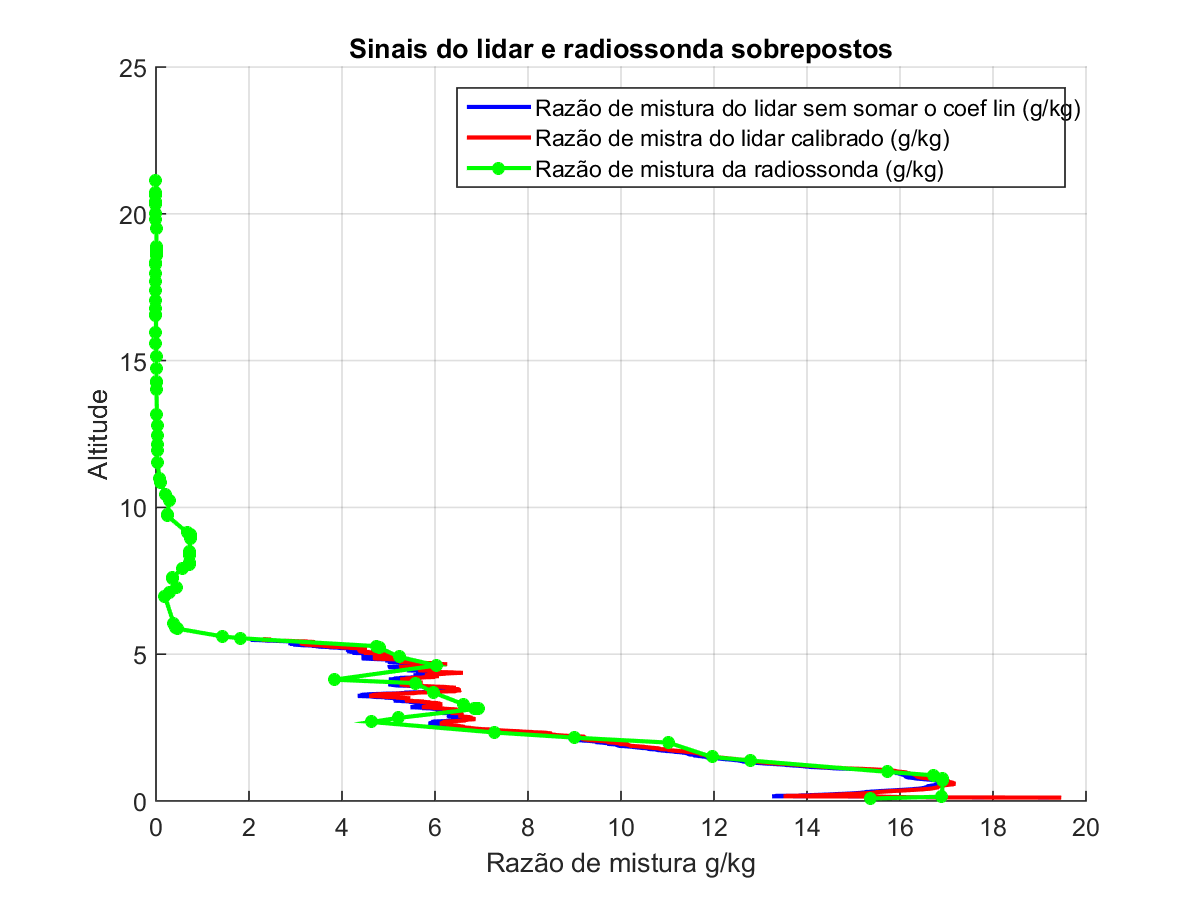 Sinais do lidar e radiossonda sobrepostos
25
Razão de mistura do lidar sem somar o coef lin (g/kg)
Razão de mistra do lidar calibrado (g/kg)
Razão de mistura da radiossonda (g/kg)
20
15
Altitude
10
5
0
0 2 4 6 8 10 12 14 16 18 20
Razão de mistura g/kg